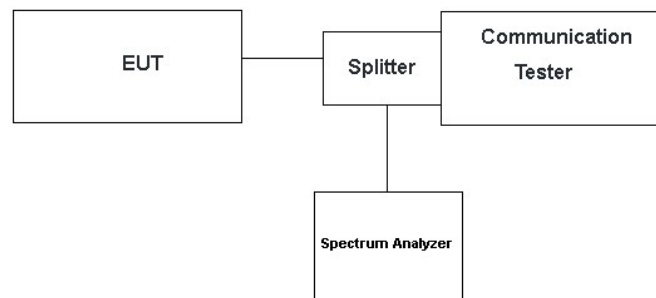 EUT
Splitter
Communication
Tester
Spectrum Analyzer